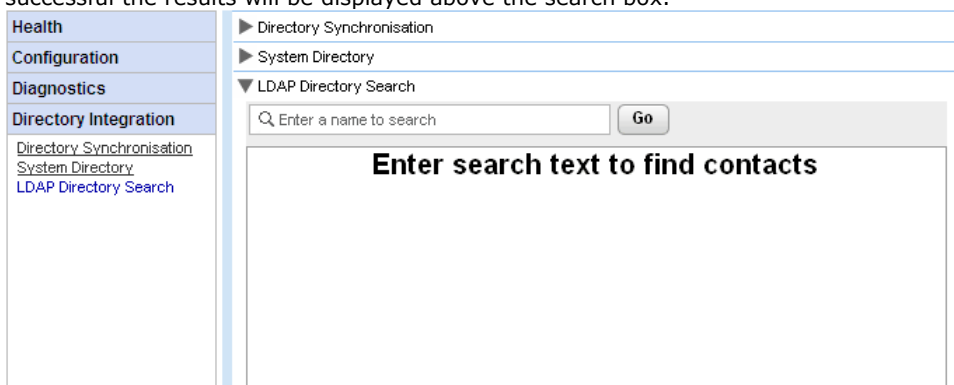 successful the results will be displayed above the search box.
Health
Configuration
Diagnostics
Directory Integration
Directory Synchronisation
System Directory
LDAP Directory Search
Directory Synchronisation
System Directory
LDAP Directory Search
Enter a name to search
Go
Enter search text to find contacts